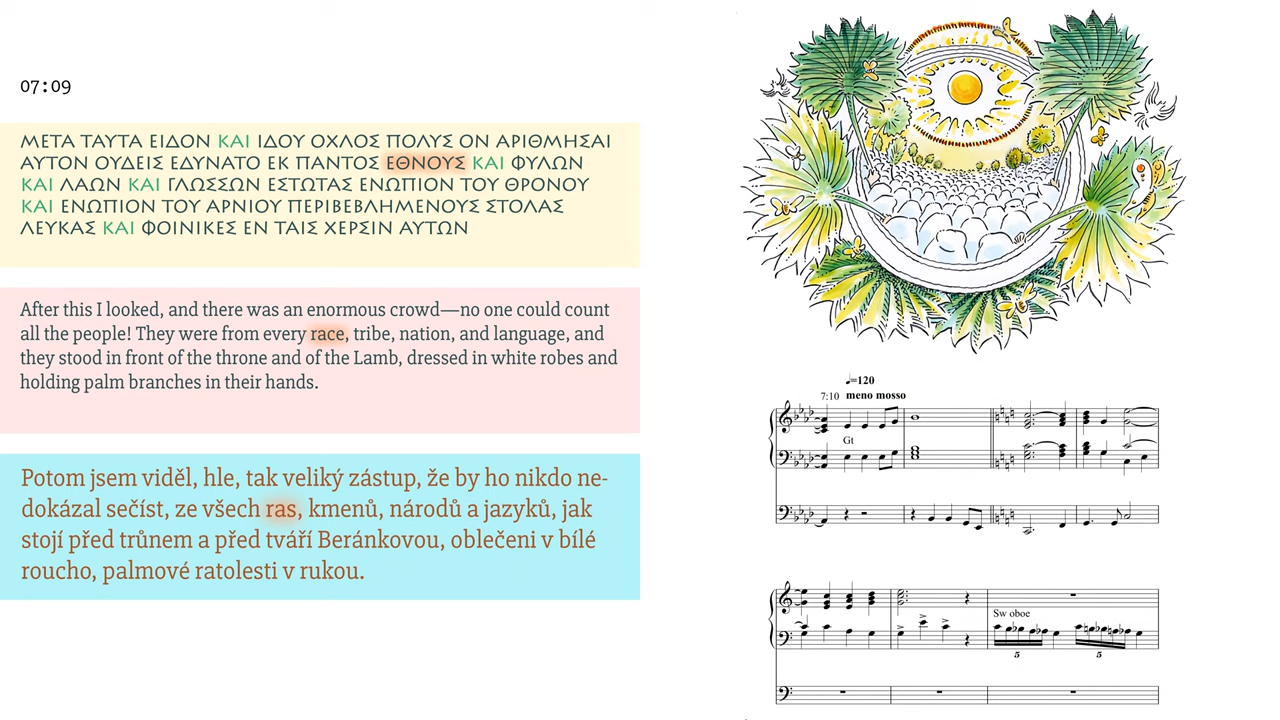 07:09
ΜΕΤΑ ΤΑΥΤΑ ΕΙΔΟΝ ΚΑΙ ΙΔΟΥ ΟΧΛΟΣ ΠΟΛΥΣ ΟΝ ΑΡΙΘΜΗΣΑΙ
ΑΥΤΟΝ ΟΥΔΕΙΣ ΕΔΥΝΑΤΟ ΕΚ ΠΑΝΤΟΣ ΕΘΝΟΥΣ ΚΑΙ ΦΥΛΩΝ
ΚΑΙ ΛΑΩΝ ΚΑΙ ΓΛΩΣΣΩΝ ΕΣΤΩΤΑΣ ΕΝΩΠΙΟΝ ΤΟΥ ΘΡΟΝΟΥ
ΚΑΙ ΕΝΩΠΙΟΝ ΤΟΥ ΑΡΝΙΟΥ ΠΕΡΙΒΕΒΛΗΜΕΝΟΥΣ ΣΤΟΛΑΣ
ΛΕΥΚΑΣ ΚΑΙ ΦΟΙΝΙΚΕΣ ΕΝ ΤΑΙΣ ΧΕΡΣΙΝ ΑΥΤΩΝ
After this I looked, and there was an enormous crowd—no one could count
all the people! They were from every race, tribe, nation, and language, and
they stood in front of the throne and of the Lamb, dressed in white robes and
holding palm branches in their hands.
Potom jsem viděl, hle, tak veliký zástup, že by ho nikdo ne-
dokázal sečíst, ze všech ras, kmenů, národů a jazyků, jak
stojí před trůnem a před tváří Beránkovou, oblečeni v bílé
roucho, palmové ratolesti v rukou.
♩=120
7:10 meno mosso
Gt
Sw oboe
5 5